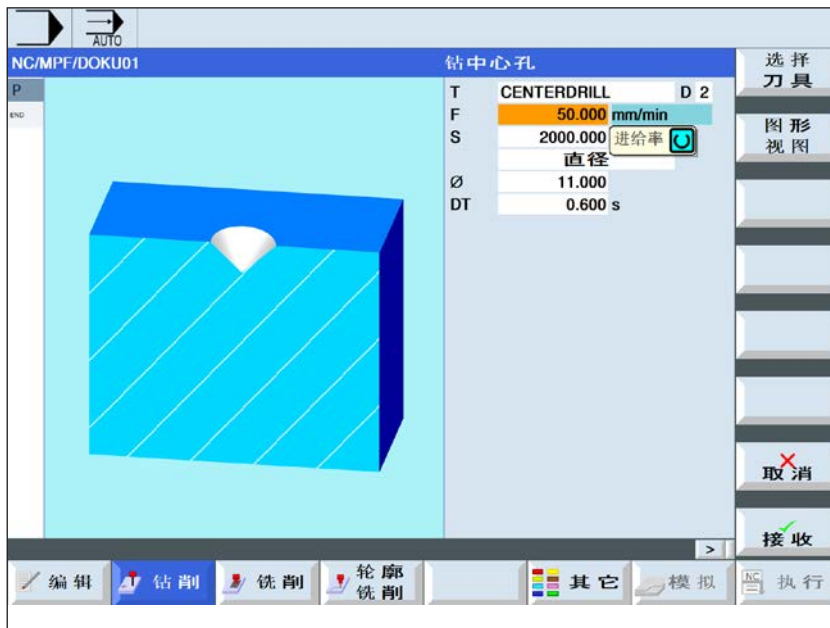 AUTO
NC/MPF/DOKU01
钻中心孔
P
END
T CENTERDRILL D 2
F 50.000 mm/min
S 2000.000
进给率
直径
Ø 11.000
DT 0.600 s
选择
刀具
图形
视图
取消
接收
>
编辑
钻削
铣削
轮廓
铣削
其它
模拟
NC
执行